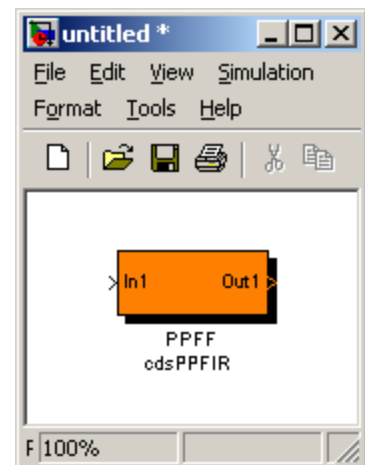 untitled *
File Edit View Simulation
Format Tools Help
In1 Out1
PPFF
cdsPPFIR
F 100%